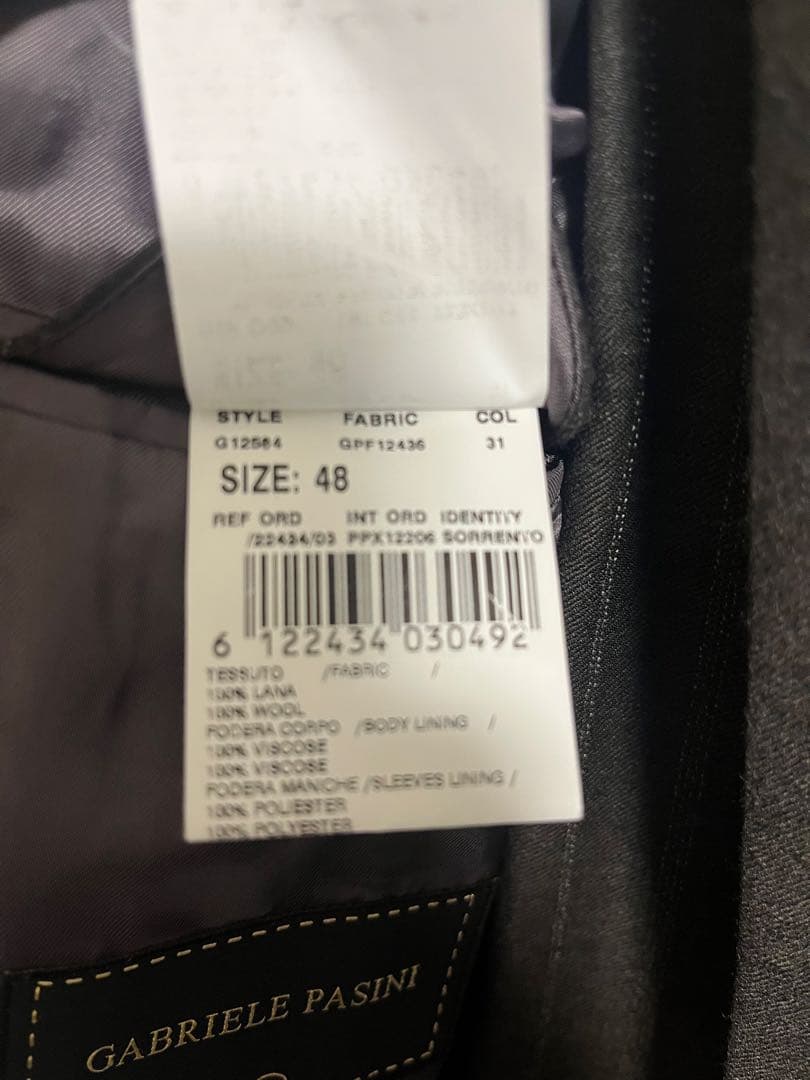 STYLE FABRIC COL
G12564 GPF12436 31
SIZE: 48
REF ORD INT ORD IDENTITY
/22434/03 PPX12206 SORRENTO
6 122434 030492
TESSUTO /FABRIC /
100% LANA
100% WOOL
FODERA CORPO /BODY LINING /
100% VISCOSE
100% VISCOSE
FODERA MANICHE /SLEEVES LINING /
100% POLIESTER
100% POLYESTER
GABRIELE PASINI